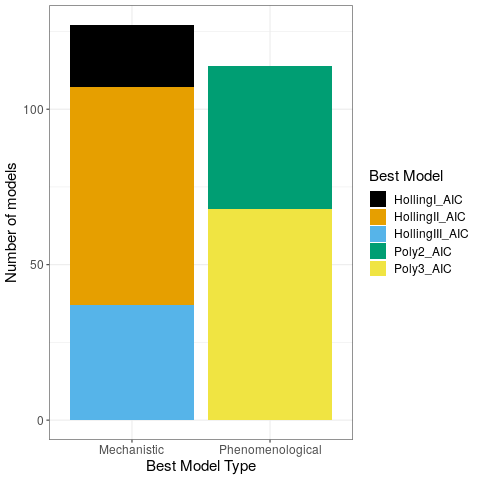 Number of models
100
50
0
Mechanistic
Phenomenological
Best Model Type
Best Model
HollingI_AIC
HollingII_AIC
HollingIII_AIC
Poly2_AIC
Poly3_AIC